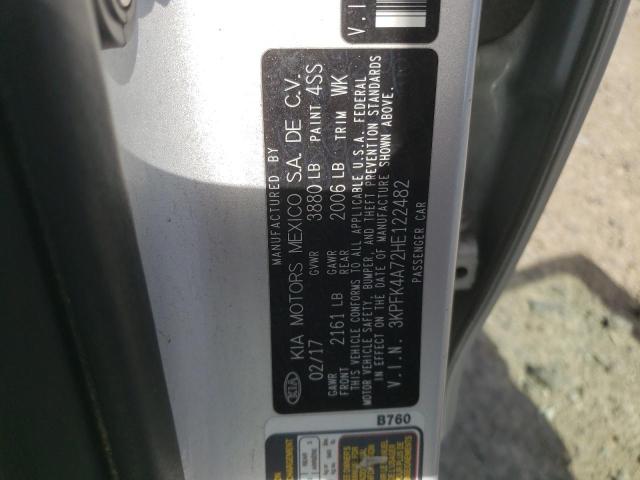 V.I
MANUFACTURED BY
KIA KIA MOTORS MEXICO S.A. DE C.V.
02/17 GVWR 3880 LB PAINT 4SS
GAWR FRONT 2161 LB GAWR REAR 2006 LB TRIM WK
THIS VEHICLE CONFORMS TO ALL APPLICABLE U.S.A. FEDERAL
MOTOR VEHICLE SAFETY, BUMPER, AND THEFT PREVENTION STANDARDS
IN EFFECT ON THE DATE OF MANUFACTURE SHOWN ABOVE.
V.I.N. 3KPFK4A72HE122482
PASSENGER CAR
B760